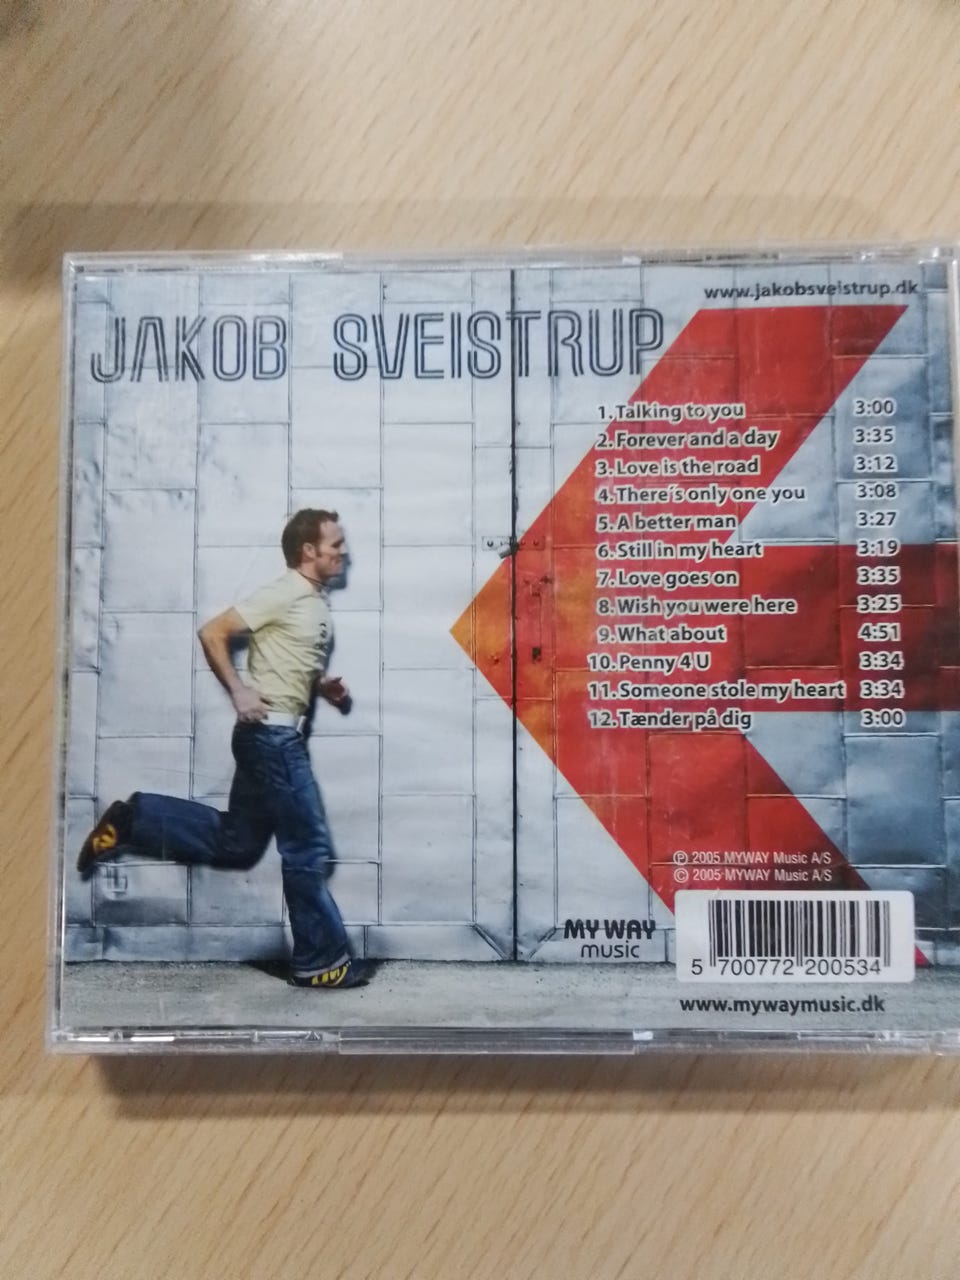 www.jakobsveistrup.dk
JAKOB SVEISTRUP
1. Talking to you 3:00
2. Forever and a day 3:35
3. Love is the road 3:12
4. There's only one you 3:08
5. A better man 3:27
6. Still in my heart 3:19
7. Love goes on 3:35
8. Wish you were here 3:25
9. What about 4:51
10. Penny 4 U 3:34
11. Someone stole my heart 3:34
12. Tænder på dig 3:00
℗ 2005 MYWAY Music A/S
© 2005 MYWAY Music A/S
MY WAY
music
5 700772 200534
www.mywaymusic.dk